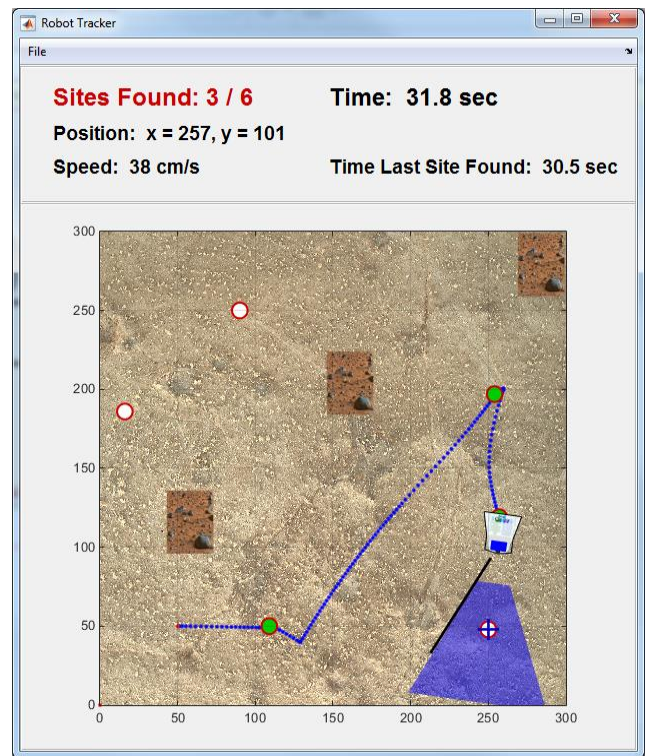 Robot Tracker
File
Sites Found: 3 / 6
Time: 31.8 sec
Position: x = 257, y = 101
Speed: 38 cm/s
Time Last Site Found: 30.5 sec
300
250
200
150
100
50
0
0
50
100
150
200
250
300